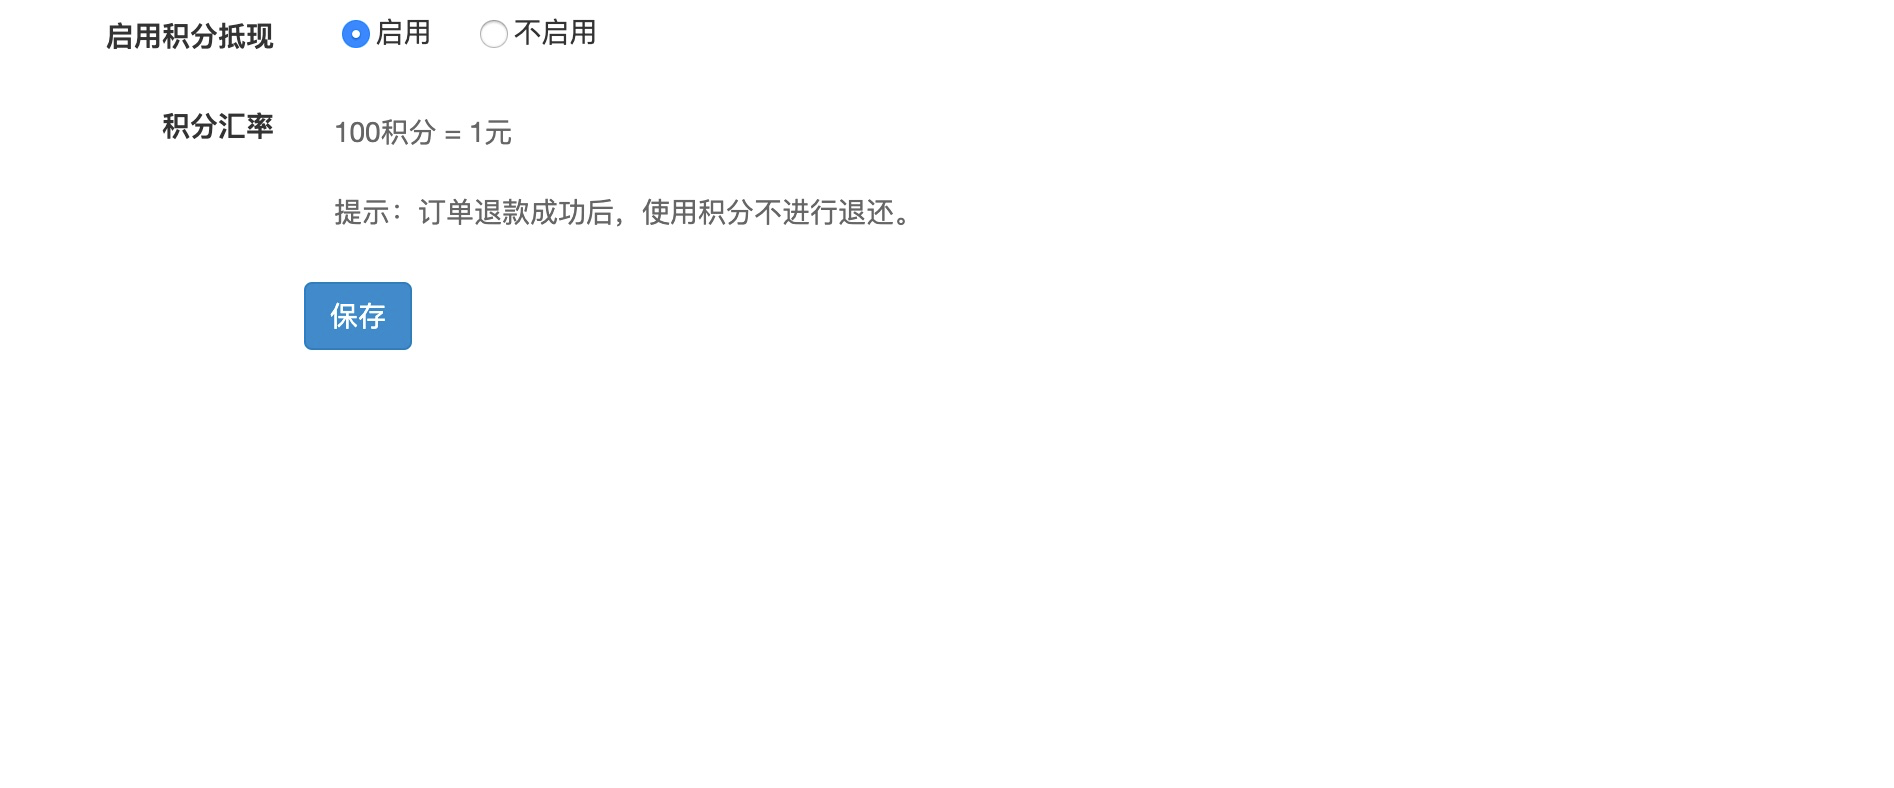 启用积分抵现 启用 不启用
积分汇率 100积分 = 1元
提示：订单退款成功后，使用积分不进行退还。
保存